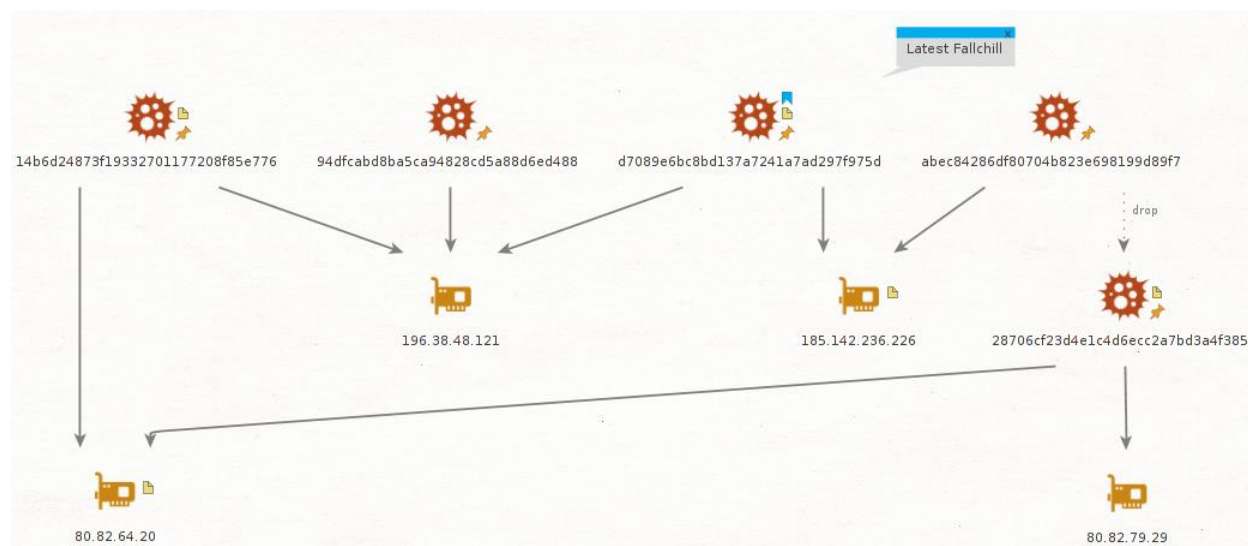 Latest Fallchill
14b6d24873f19332701177208f85e776
94dfcabd8ba5ca94828cd5a88d6ed488
d7089e6bc8bd137a7241a7ad297f975d
abec84286df80704b823e698199d89f7
drop
196.38.48.121
185.142.236.226
28706cf23d4e1c4d6ecc2a7bd3a4f385
80.82.64.20
80.82.79.29